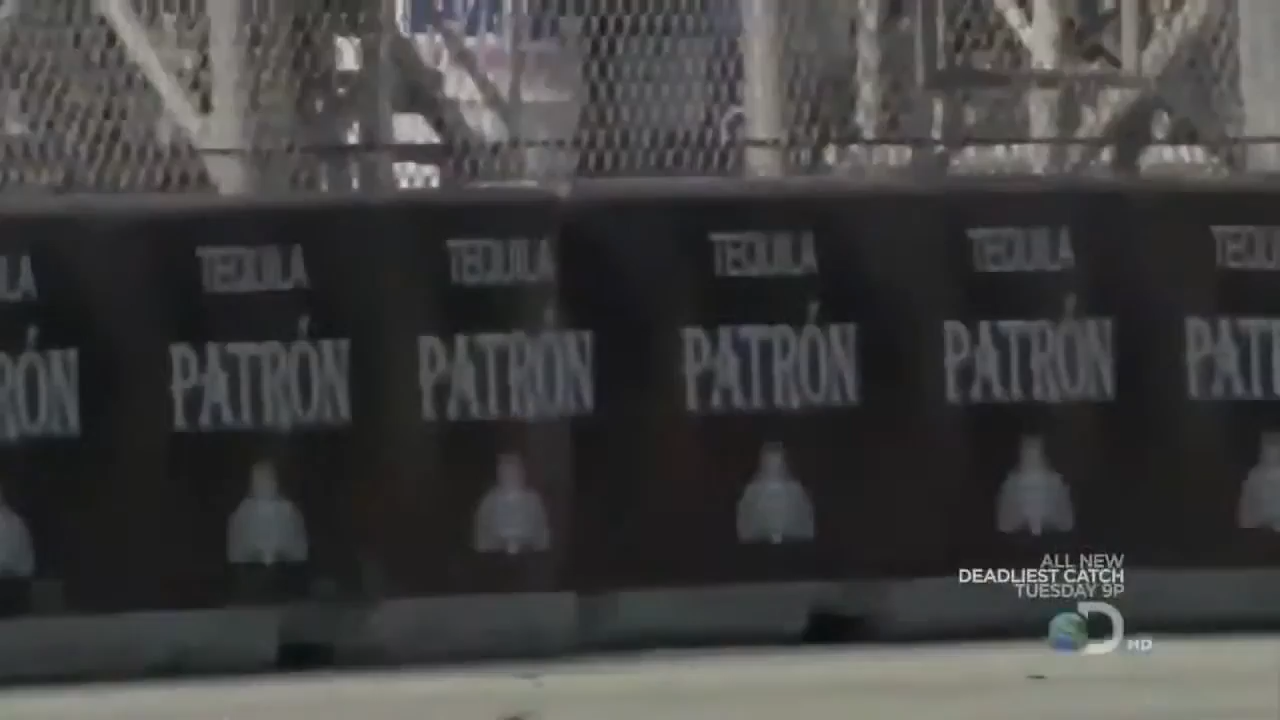 TEQUILA
PATRÓN
TEQUILA
PATRÓN
TEQUILA
PATRÓN
TEQUILA
PATRÓN
ALL NEW
DEADLIEST CATCH
TUESDAY 9P
D HD